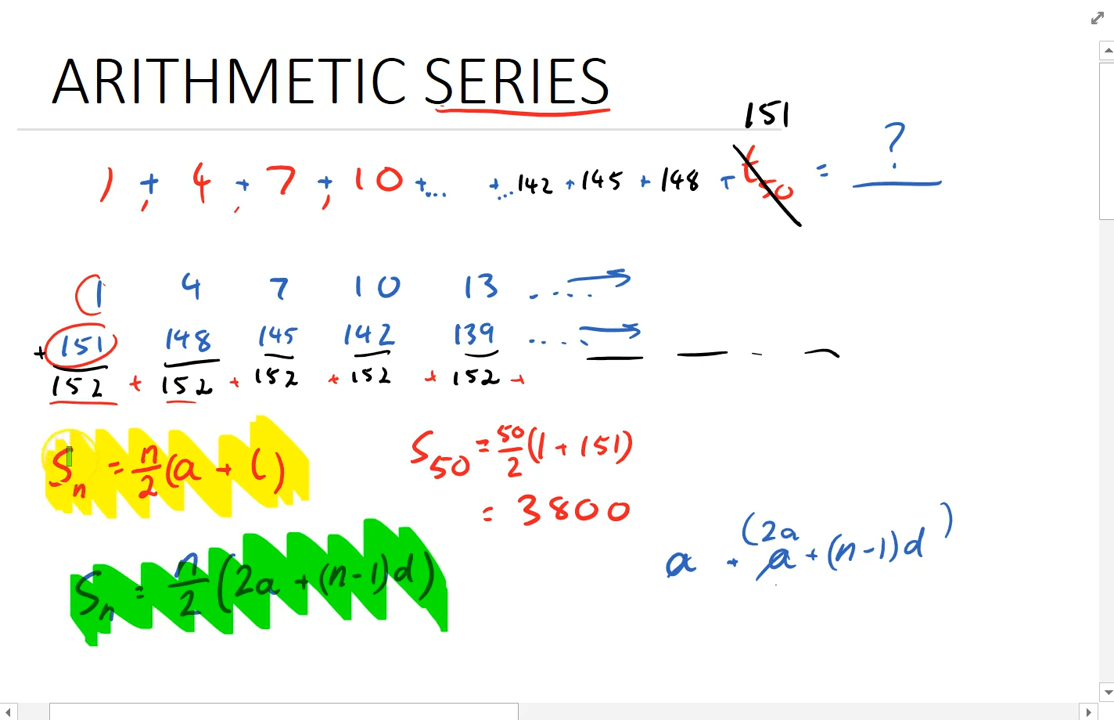 ARITHMETIC SERIES
151
1 + 4 + 7 + 10 +... +...142 + 145 + 148 + t50 = ?
1 4 7 10 13 ....
+ 151 148 145 142 139 ....
152 + 152 + 152 + 152 + 152 +
Sn = n/2 (a + l)
S50 = 50/2 (1 + 151)
= 3800
Sn = n/2 (2a + (n-1)d)
(2a
a + a + (n-1)d )